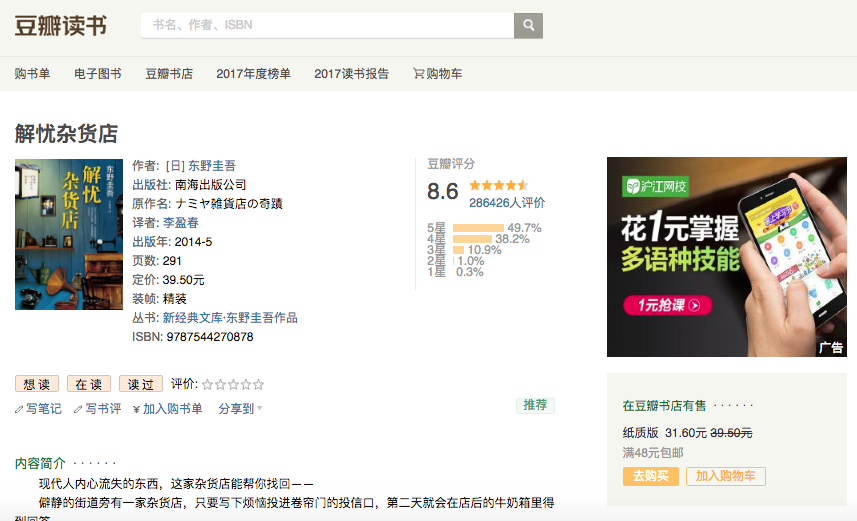 豆瓣读书
书名、作者、ISBN
购书单 电子图书 豆瓣书店 2017年度榜单 2017读书报告 购物车
解忧杂货店
东野圭吾
解忧
杂货店
作者: [日] 东野圭吾
出版社: 南海出版公司
原作名: ナミヤ雑貨店の奇蹟
译者: 李盈春
出版年: 2014-5
页数: 291
定价: 39.50元
装帧: 精装
丛书: 新经典文库·东野圭吾作品
ISBN: 9787544270878
豆瓣评分
8.6
286426人评价
5星 49.7%
4星 38.2%
3星 10.9%
2星 1.0%
1星 0.3%
沪江网校
花1元掌握
多语种技能
1元抢课
广告
想读 在读 读过 评价:
写笔记 写书评 ¥ 加入购书单 分享到
推荐
在豆瓣书店有售 · · · · · ·
纸质版 31.60元 39.50元
满48元包邮
去购买 加入购物车
内容简介 · · · · · ·
现代人内心流失的东西，这家杂货店能帮你找回——
僻静的街道旁有一家杂货店，只要写下烦恼投进卷帘门的投信口，第二天就会在店后的牛奶箱里得
到回答